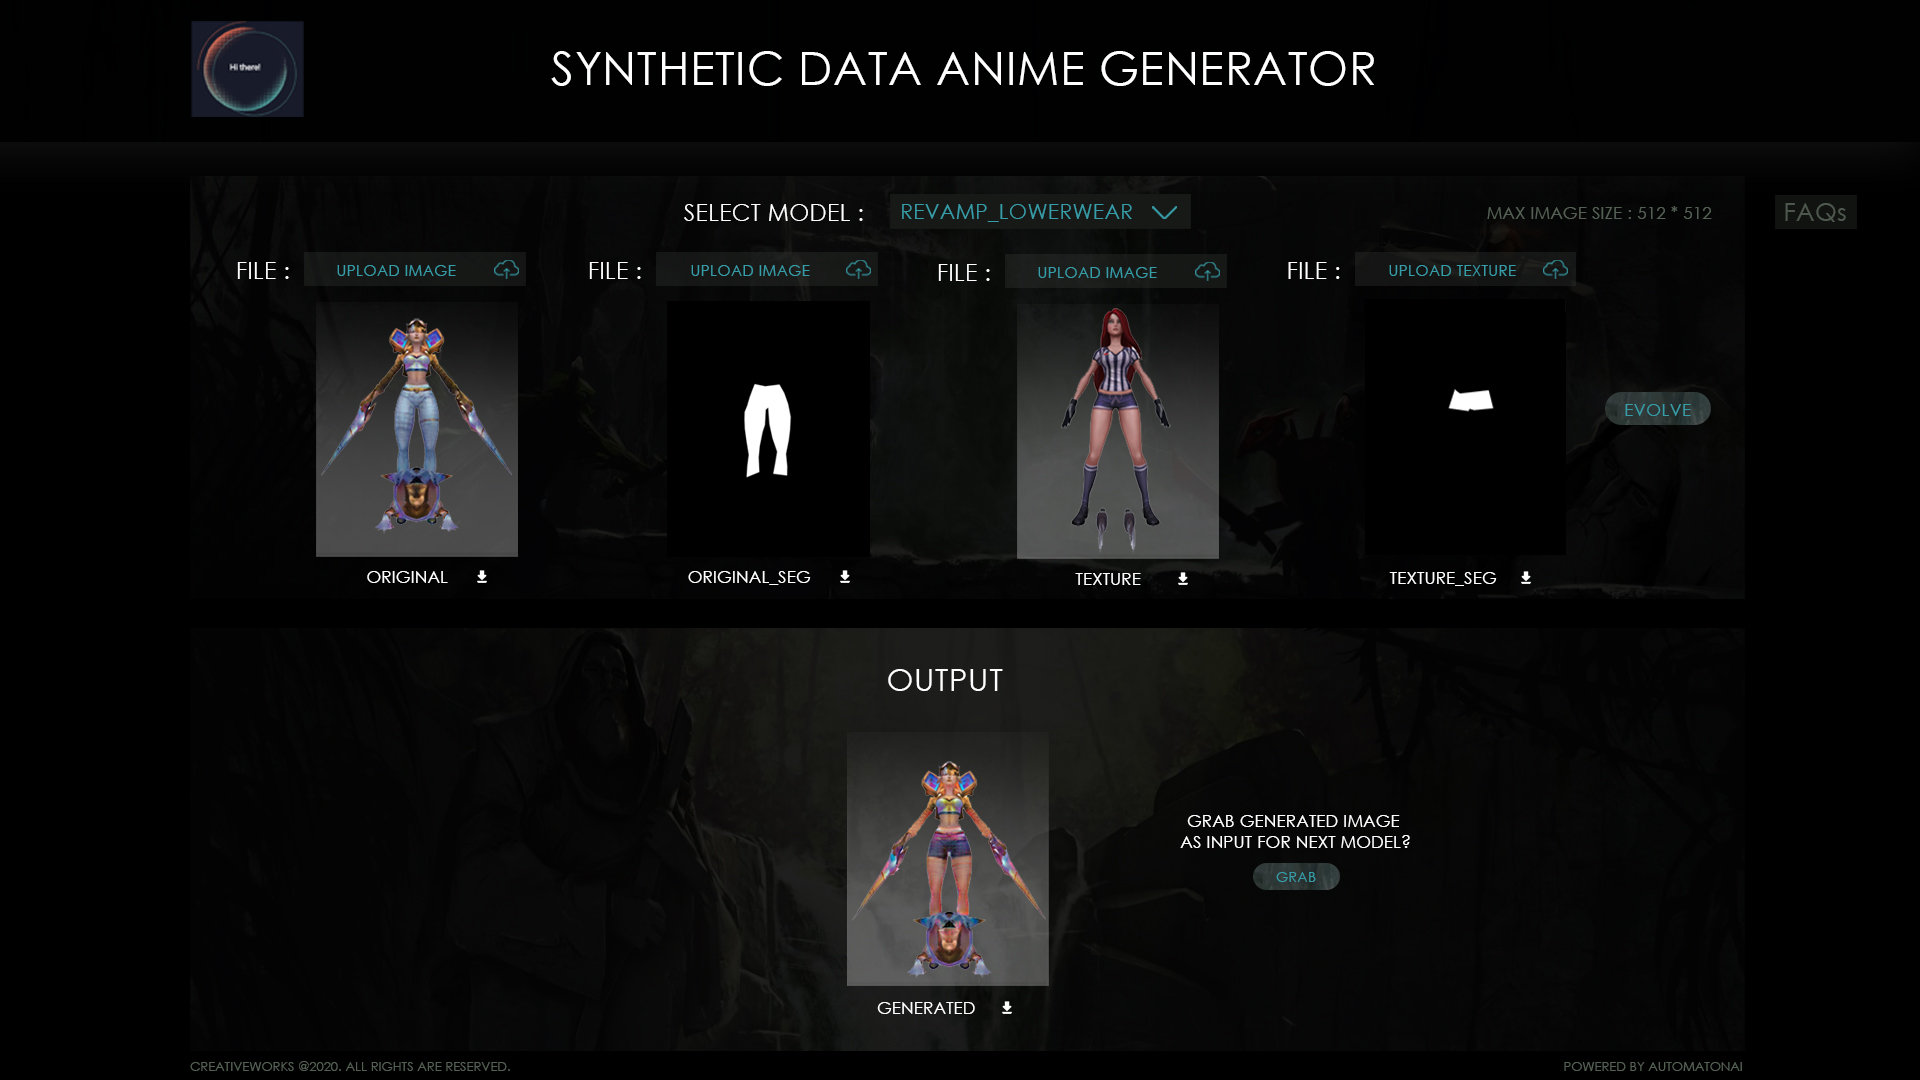 Hi there!
SYNTHETIC DATA ANIME GENERATOR
SELECT MODEL : REVAMP_LOWERWEAR
MAX IMAGE SIZE : 512 * 512
FAQs
FILE : UPLOAD IMAGE
FILE : UPLOAD IMAGE
FILE : UPLOAD IMAGE
FILE : UPLOAD TEXTURE
EVOLVE
ORIGINAL
ORIGINAL_SEG
TEXTURE
TEXTURE_SEG
OUTPUT
GRAB GENERATED IMAGE
AS INPUT FOR NEXT MODEL?
GRAB
GENERATED
CREATIVEWORKS @2020. ALL RIGHTS ARE RESERVED.
POWERED BY AUTOMATONAI